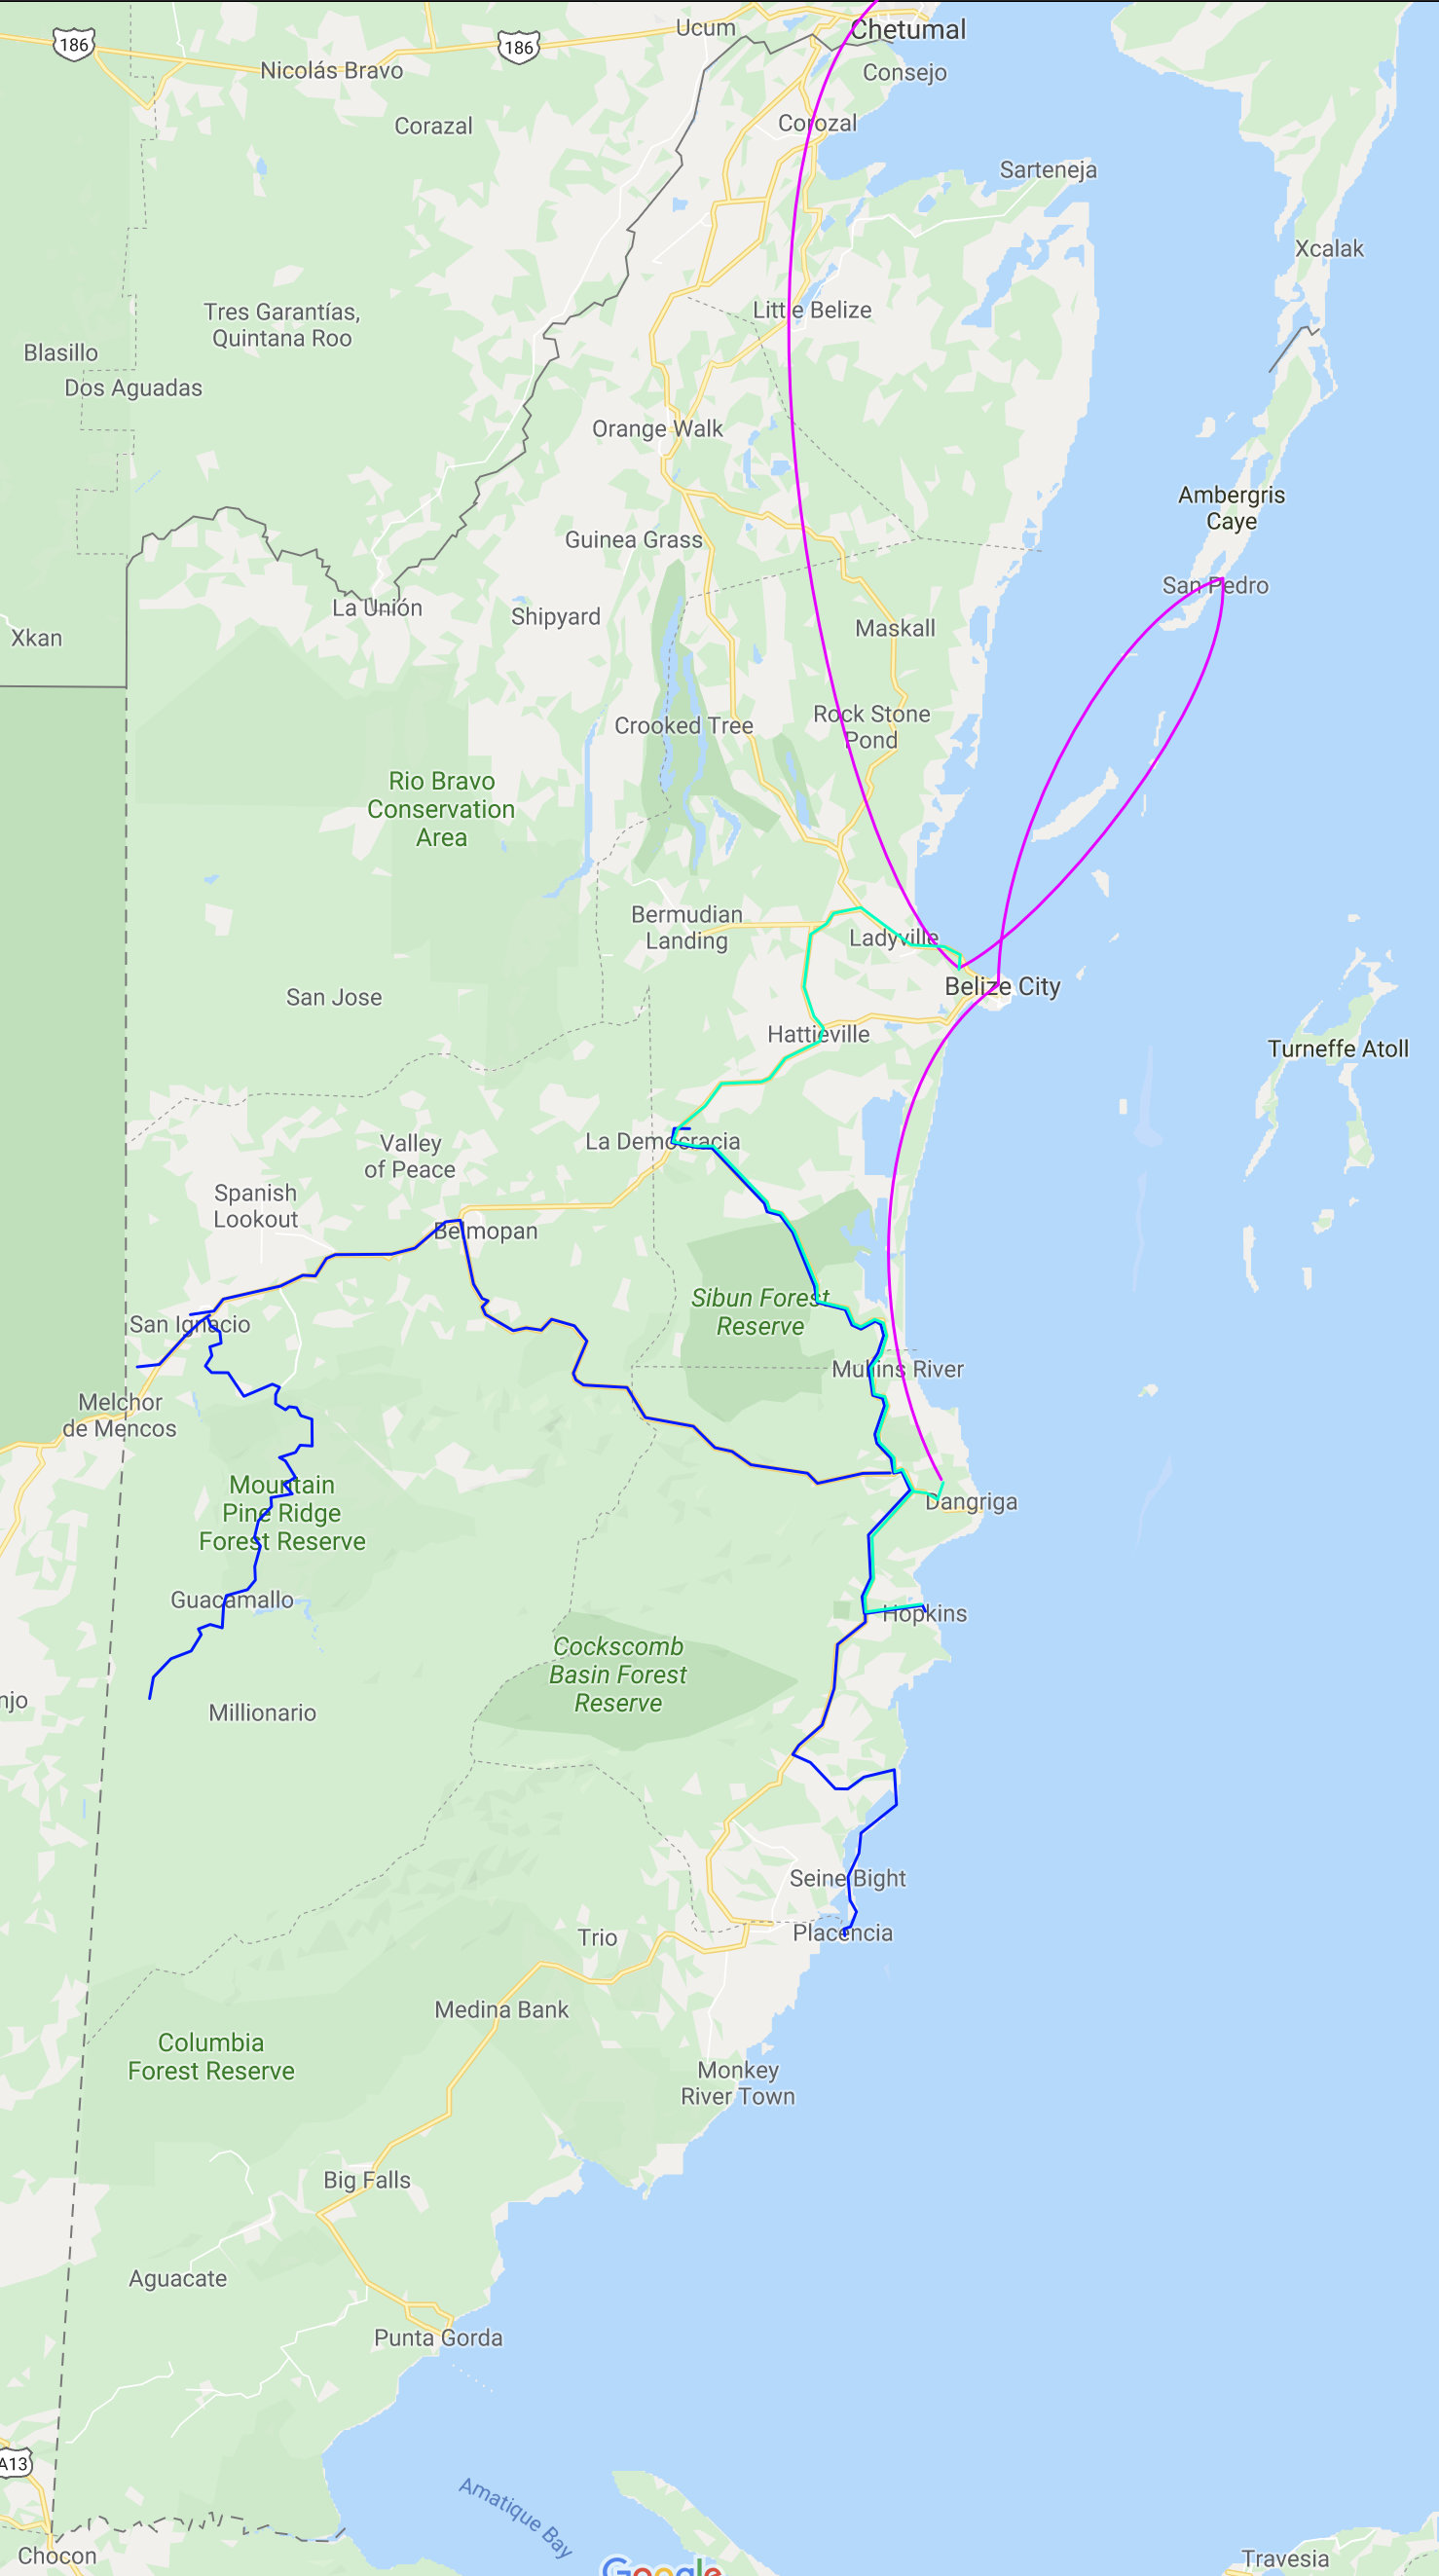 Chetumal
Ucum
186
186
Nicolás Bravo
Consejo
Corazal
Corozal
Sarteneja
Xcalak
Tres Garantías,
Quintana Roo
Little Belize
Blasillo
Dos Aguadas
Orange Walk
Ambergris
Caye
Guinea Grass
San Pedro
La Unión
Shipyard
Maskall
Xkan
Rock Stone
Pond
Crooked Tree
Rio Bravo
Conservation
Area
Bermudian
Landing
Ladyville
Belize City
San Jose
Hattieville
Turneffe Atoll
La Democracia
Valley
of Peace
Spanish
Lookout
Belmopan
Sibun Forest
Reserve
San Ignacio
Mullins River
Melchor
de Mencos
Mountain
Pine Ridge
Forest Reserve
Dangriga
Guacamallo
Hopkins
Cockscomb
Basin Forest
Reserve
njo
Millionario
Seine Bight
Placencia
Trio
Medina Bank
Columbia
Forest Reserve
Monkey
River Town
Big Falls
Aguacate
Punta Gorda
A13
Amatique Bay
Chocon
Google
Travesia